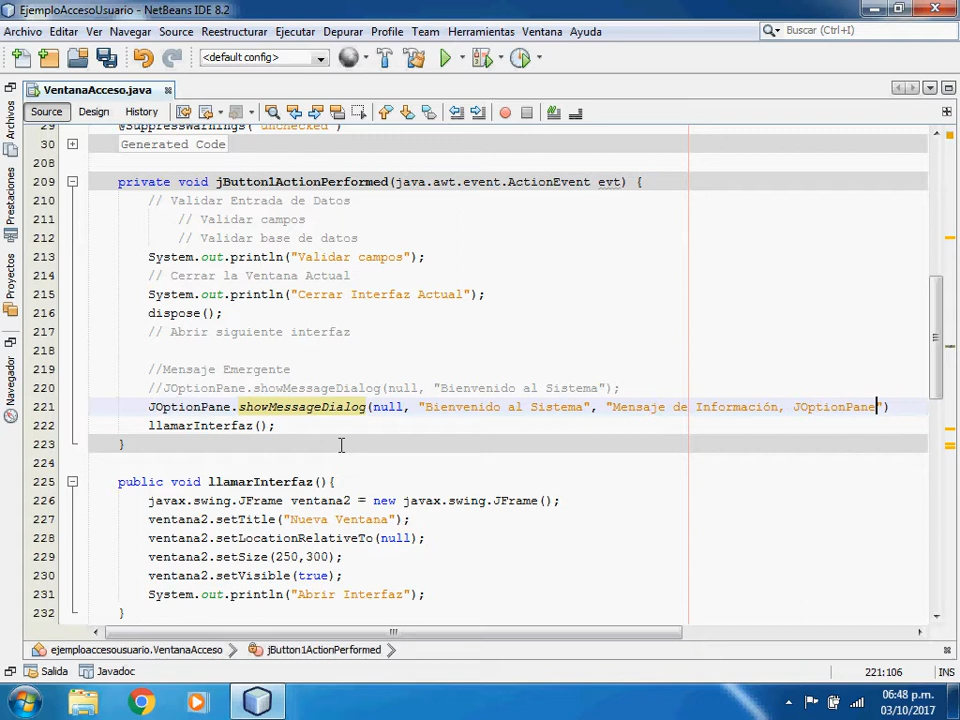 EjemploAccesoUsuario - NetBeans IDE 8.2
Archivo Editar Ver Navegar Source Reestructurar Ejecutar Depurar Profile Team Herramientas Ventana Ayuda
Buscar (Ctrl+I)
<default config>
VentanaAcceso.java
Source Design History
Archivos
Prestaciones
Proyectos
Navegador
29 @SuppressWarnings("unchecked")
30 Generated Code
208
209 private void jButton1ActionPerformed(java.awt.event.ActionEvent evt) {
210 // Validar Entrada de Datos
211 // Validar campos
212 // Validar base de datos
213 System.out.println("Validar campos");
214 // Cerrar la Ventana Actual
215 System.out.println("Cerrar Interfaz Actual");
216 dispose();
217 // Abrir siguiente interfaz
218
219 //Mensaje Emergente
220 //JOptionPane.showMessageDialog(null, "Bienvenido al Sistema");
221 JOptionPane.showMessageDialog(null, "Bienvenido al Sistema", "Mensaje de Información, JOptionPane")
222 llamarInterfaz();
223 }
224
225 public void llamarInterfaz(){
226 javax.swing.JFrame ventana2 = new javax.swing.JFrame();
227 ventana2.setTitle("Nueva Ventana");
228 ventana2.setLocationRelativeTo(null);
229 ventana2.setSize(250,300);
230 ventana2.setVisible(true);
231 System.out.println("Abrir Interfaz");
232 }
ejemploaccesousuario.VentanaAcceso jButton1ActionPerformed
Salida Javadoc
221:106 INS
06:48 p.m.
03/10/2017